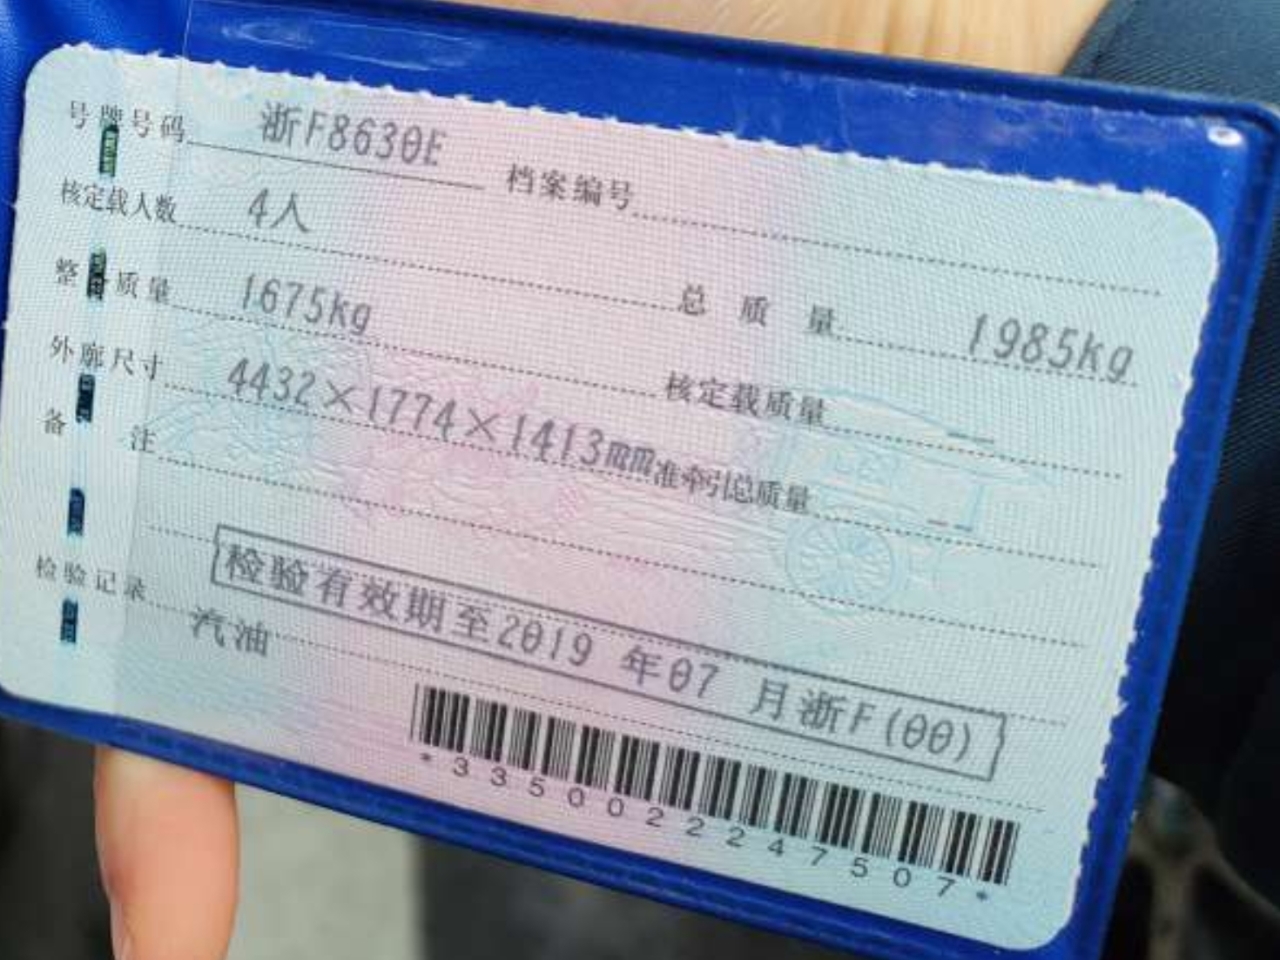 号牌号码 浙F8630E 档案编号
核定载人数 4人 总质量 1985kg
整备质量 1675kg 核定载质量 --
外廓尺寸 4432×1774×1413mm 准牵引总质量 --
备注
检验记录 检验有效期至2019 年07 月浙F(00)
汽油
*3350022247507*